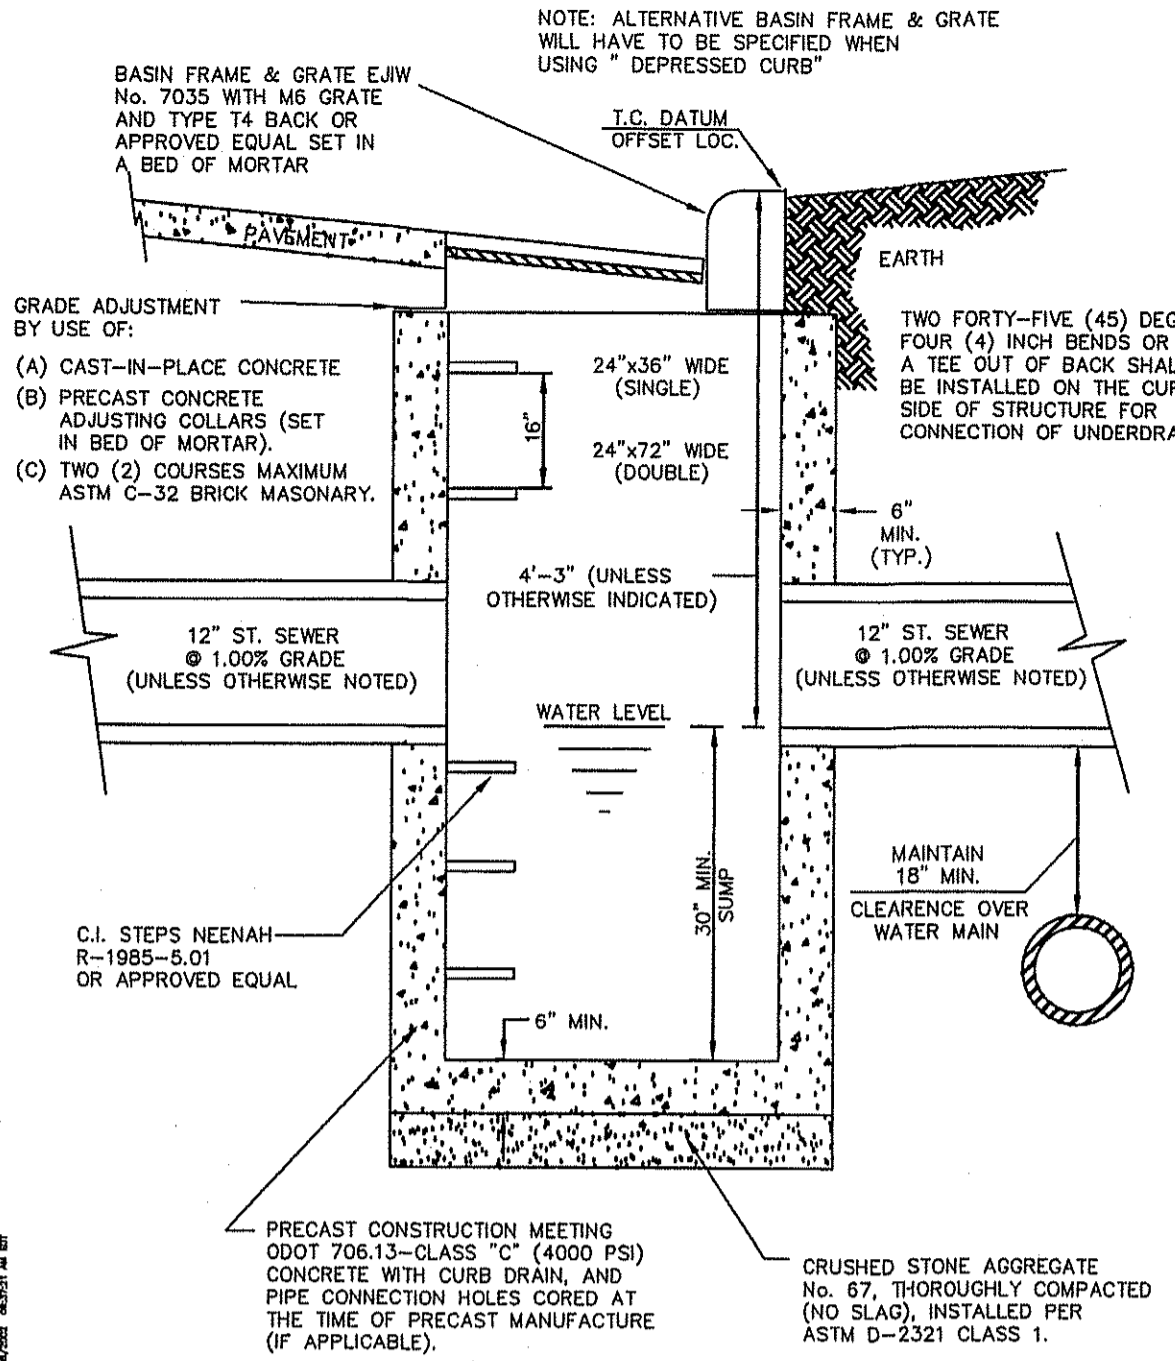 NOTE: ALTERNATIVE BASIN FRAME & GRATE
WILL HAVE TO BE SPECIFIED WHEN
USING " DEPRESSED CURB"
BASIN FRAME & GRATE EJIW
No. 7035 WITH M6 GRATE
AND TYPE T4 BACK OR
APPROVED EQUAL SET IN
A BED OF MORTAR
T.C. DATUM
OFFSET LOC.
PAVEMENT
EARTH
GRADE ADJUSTMENT
BY USE OF:
(A) CAST-IN-PLACE CONCRETE
(B) PRECAST CONCRETE
ADJUSTING COLLARS (SET
IN BED OF MORTAR).
(C) TWO (2) COURSES MAXIMUM
ASTM C-32 BRICK MASONARY.
16"
24"x36" WIDE
(SINGLE)
24"x72" WIDE
(DOUBLE)
TWO FORTY-FIVE (45) DEG
FOUR (4) INCH BENDS OR
A TEE OUT OF BACK SHAL
BE INSTALLED ON THE CUR
SIDE OF STRUCTURE FOR
CONNECTION OF UNDERDRA
6"
MIN.
(TYP.)
4'-3" (UNLESS
OTHERWISE INDICATED)
12" ST. SEWER
@ 1.00% GRADE
(UNLESS OTHERWISE NOTED)
12" ST. SEWER
@ 1.00% GRADE
(UNLESS OTHERWISE NOTED)
WATER LEVEL
30" MIN.
SUMP
MAINTAIN
18" MIN.
CLEARENCE OVER
WATER MAIN
C.I. STEPS NEENAH
R-1985-5.01
OR APPROVED EQUAL
6" MIN.
PRECAST CONSTRUCTION MEETING
ODOT 706.13-CLASS "C" (4000 PSI)
CONCRETE WITH CURB DRAIN, AND
PIPE CONNECTION HOLES CORED AT
THE TIME OF PRECAST MANUFACTURE
(IF APPLICABLE).
CRUSHED STONE AGGREGATE
No. 67, THOROUGHLY COMPACTED
(NO SLAG), INSTALLED PER
ASTM D-2321 CLASS 1.